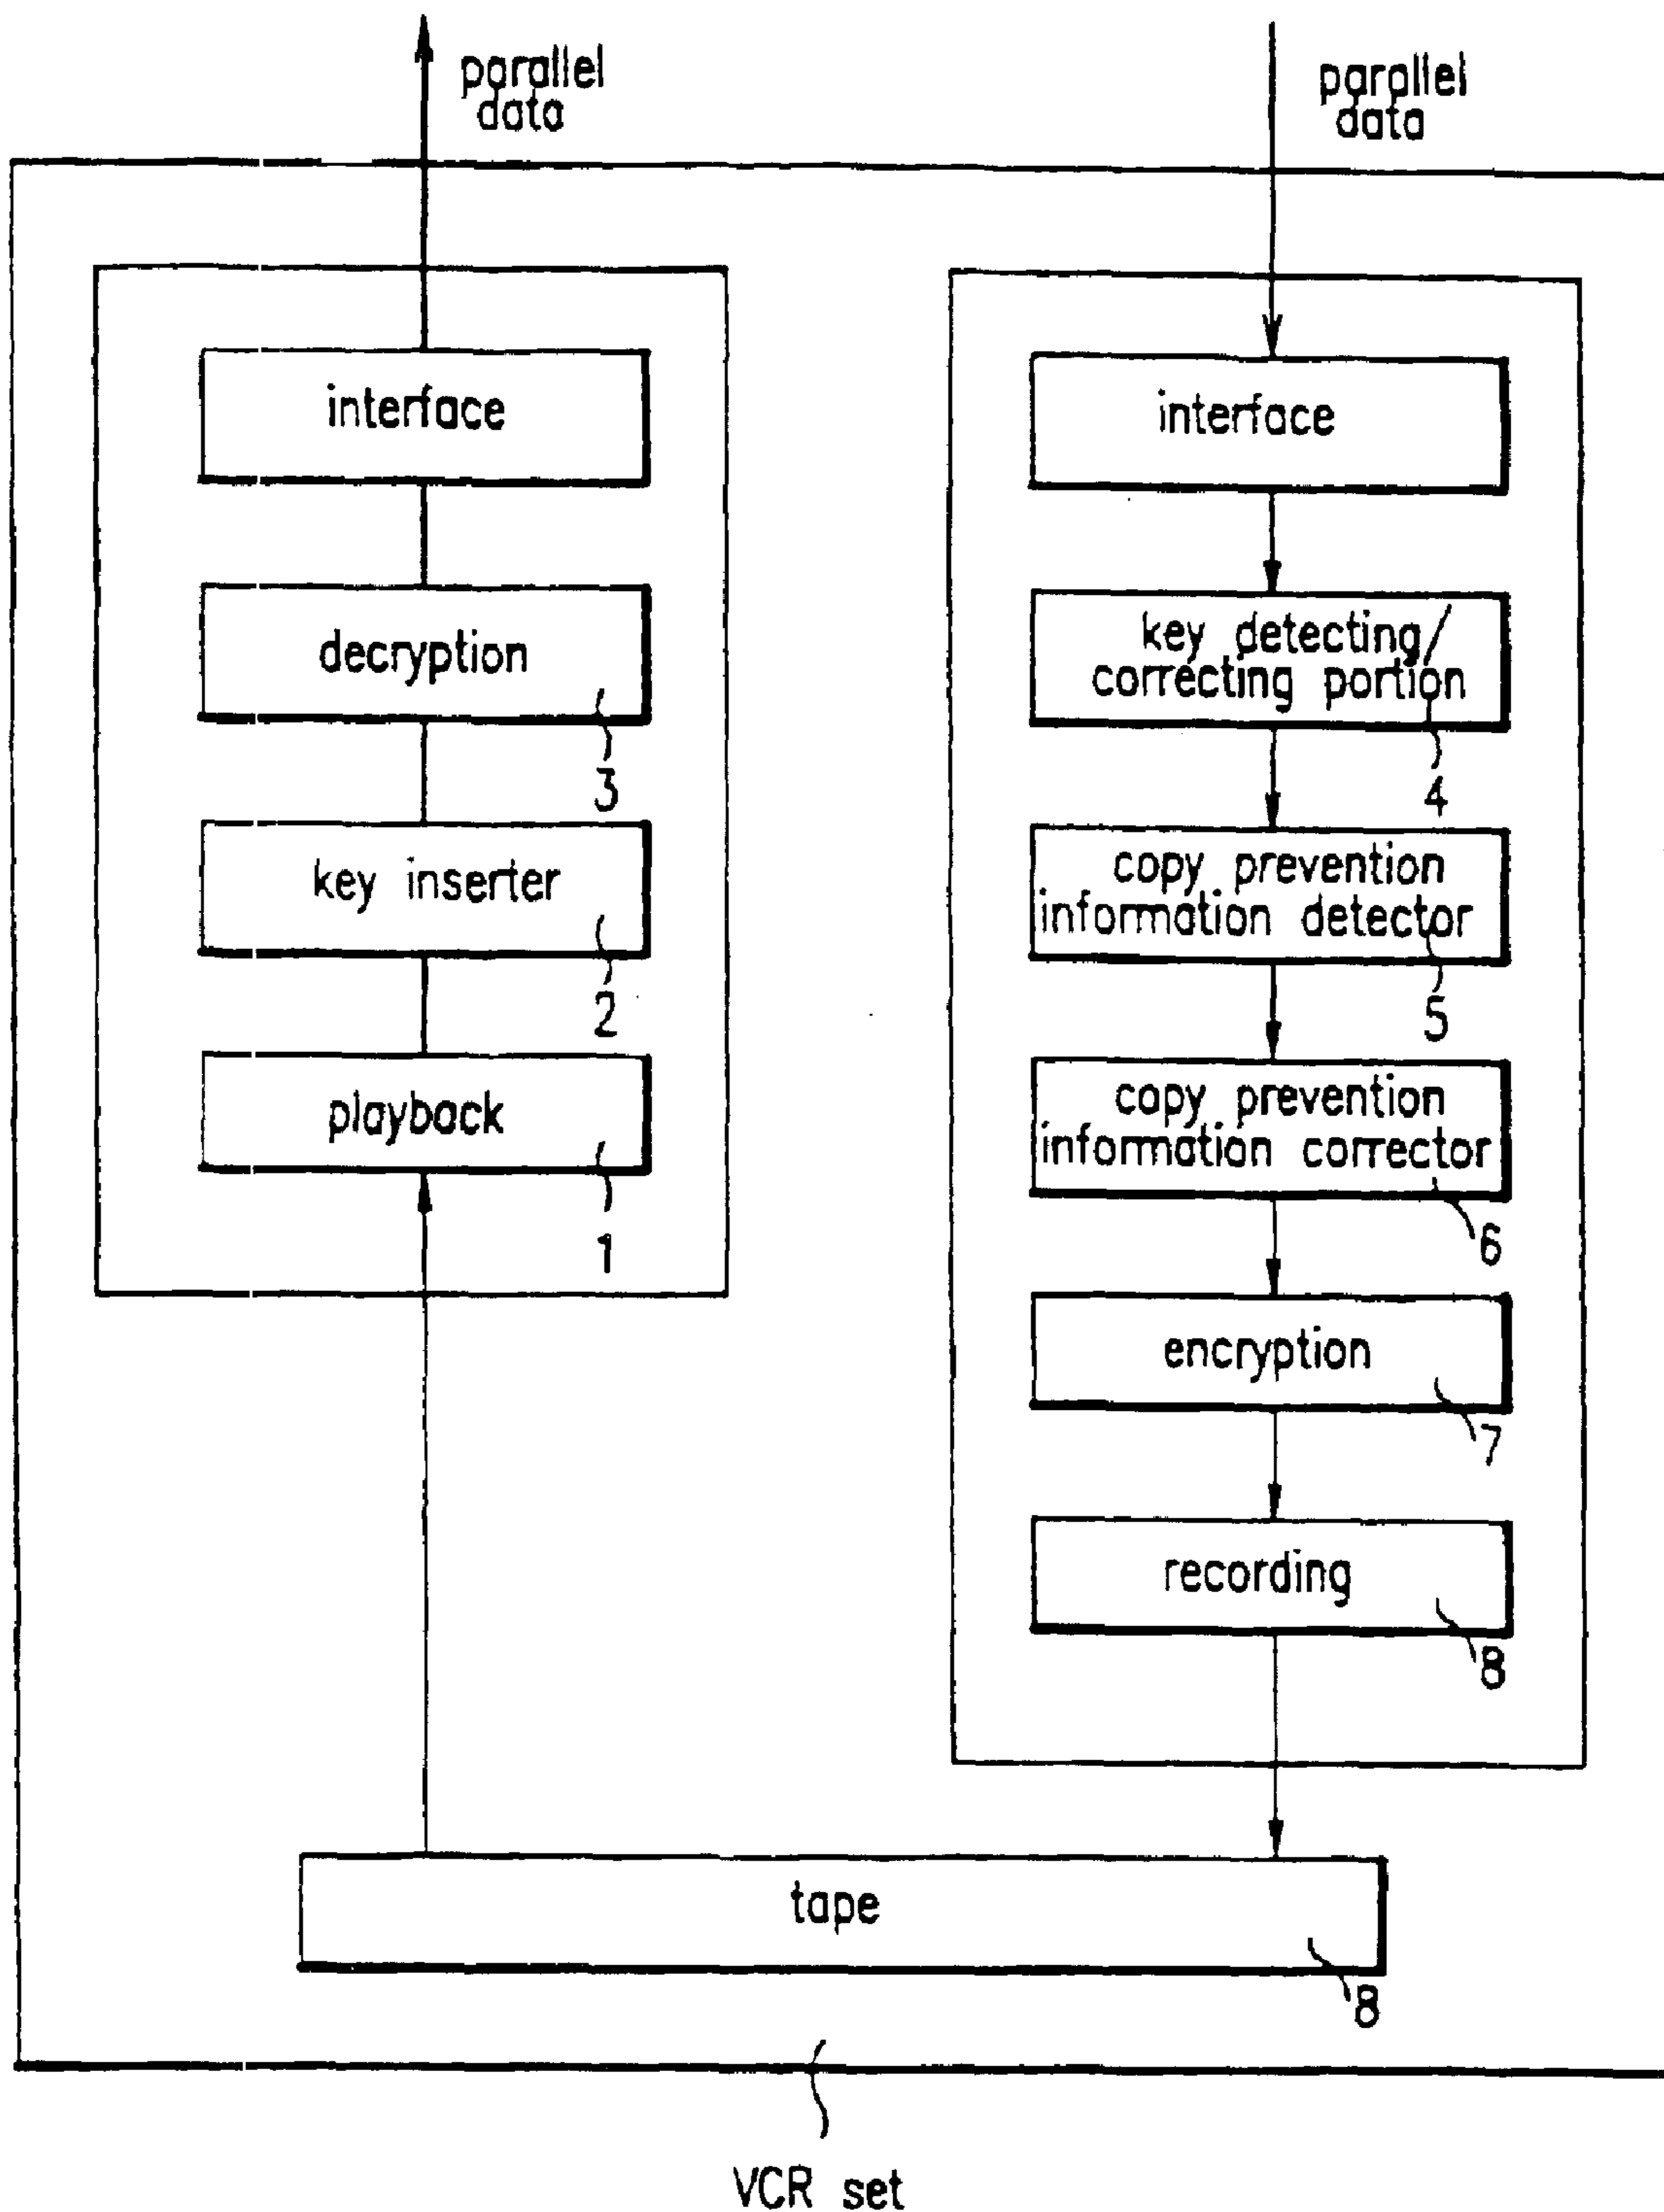 parallel
data
parallel
data
interface
decryption
3
key inserter
2
playback
1
interface
key detecting/
correcting portion
4
copy prevention
information detector
5
copy prevention
information corrector
6
encryption
7
recording
8
tape
8
VCR set